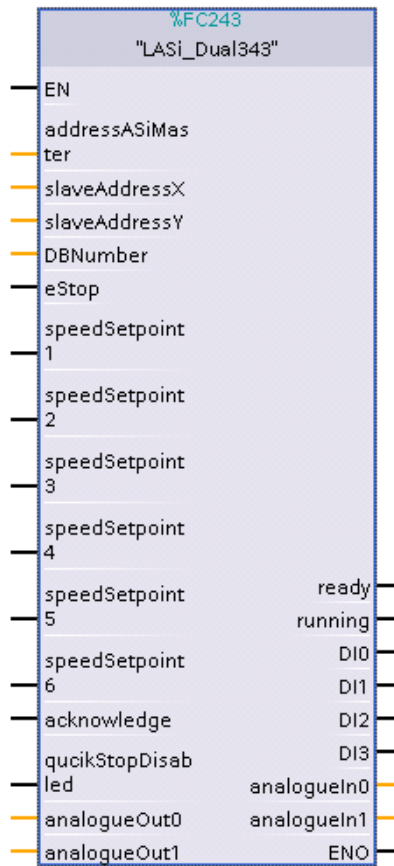 %FC243
"LASi_Dual343"
EN
addressASiMas
ter
slaveAddressX
slaveAddressY
DBNumber
eStop
speedSetpoint
1
speedSetpoint
2
speedSetpoint
3
speedSetpoint
4
speedSetpoint
5
speedSetpoint
6
acknowledge
qucikStopDisab
led
analogueOut0
analogueOut1
ready
running
DI0
DI1
DI2
DI3
analogueIn0
analogueIn1
ENO